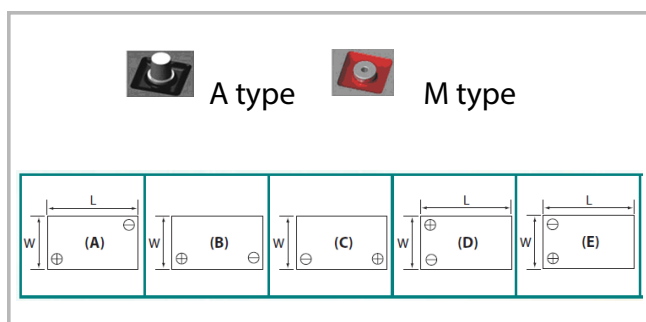 A type M type
L L L
W (A) W (B) W (C) W (D) W (E)
⊖ ⊕ ⊖
⊕ ⊕ ⊖ ⊖ ⊕ ⊖ ⊕